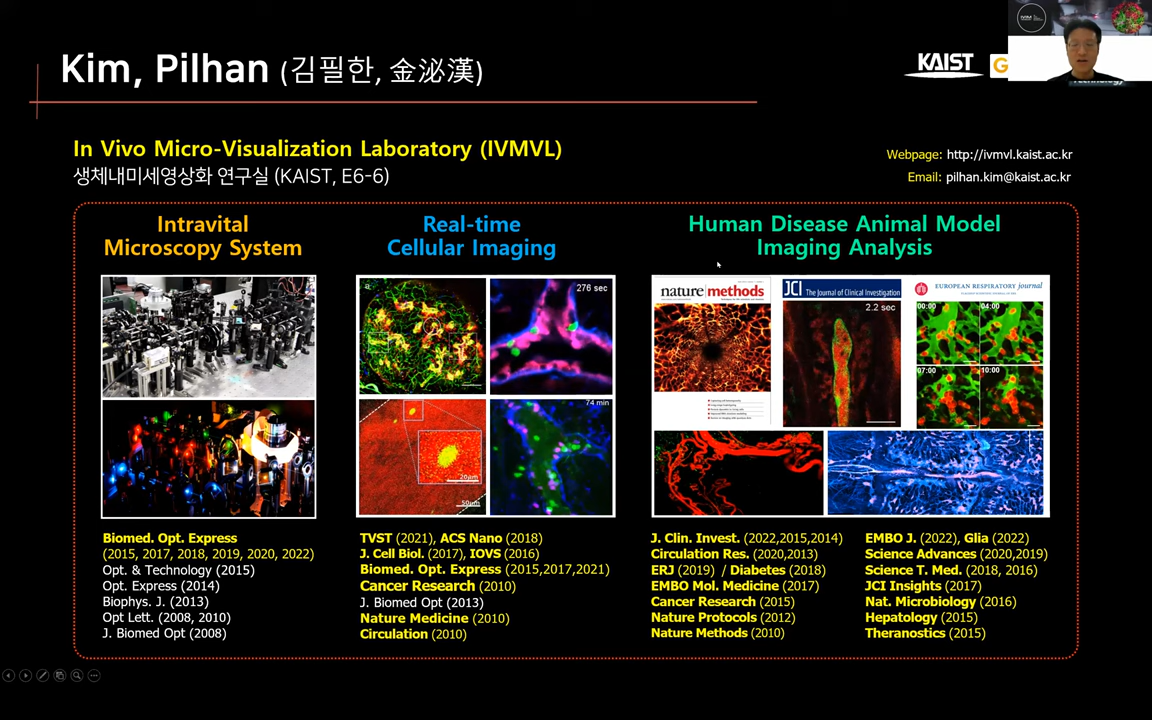 Kim, Pilhan (김필한, 金泌漢)
KAIST
In Vivo Micro-Visualization Laboratory (IVMVL)
생체내미세영상화 연구실 (KAIST, E6-6)
Webpage: http://ivmvl.kaist.ac.kr
Email: pilhan.kim@kaist.ac.kr
Intravital
Microscopy System
Real-time
Cellular Imaging
276 sec
74 min
20μm
50μm
Human Disease Animal Model
Imaging Analysis
nature methods
JCI The Journal of Clinical Investigation
2.2 sec
EUROPEAN RESPIRATORY journal
00:00
04:00
07:00
10:00
Biomed. Opt. Express
(2015, 2017, 2018, 2019, 2020, 2022)
Opt. & Technology (2015)
Opt. Express (2014)
Biophys. J. (2013)
Opt Lett. (2008, 2010)
J. Biomed Opt (2008)
TVST (2021), ACS Nano (2018)
J. Cell Biol. (2017), IOVS (2016)
Biomed. Opt. Express (2015,2017,2021)
Cancer Research (2010)
J. Biomed Opt (2013)
Nature Medicine (2010)
Circulation (2010)
J. Clin. Invest. (2022,2015,2014)
Circulation Res. (2020,2013)
ERJ (2019) / Diabetes (2018)
EMBO Mol. Medicine (2017)
Cancer Research (2015)
Nature Protocols (2012)
Nature Methods (2010)
EMBO J. (2022), Glia (2022)
Science Advances (2020,2019)
Science T. Med. (2018, 2016)
JCI Insights (2017)
Nat. Microbiology (2016)
Hepatology (2015)
Theranostics (2015)